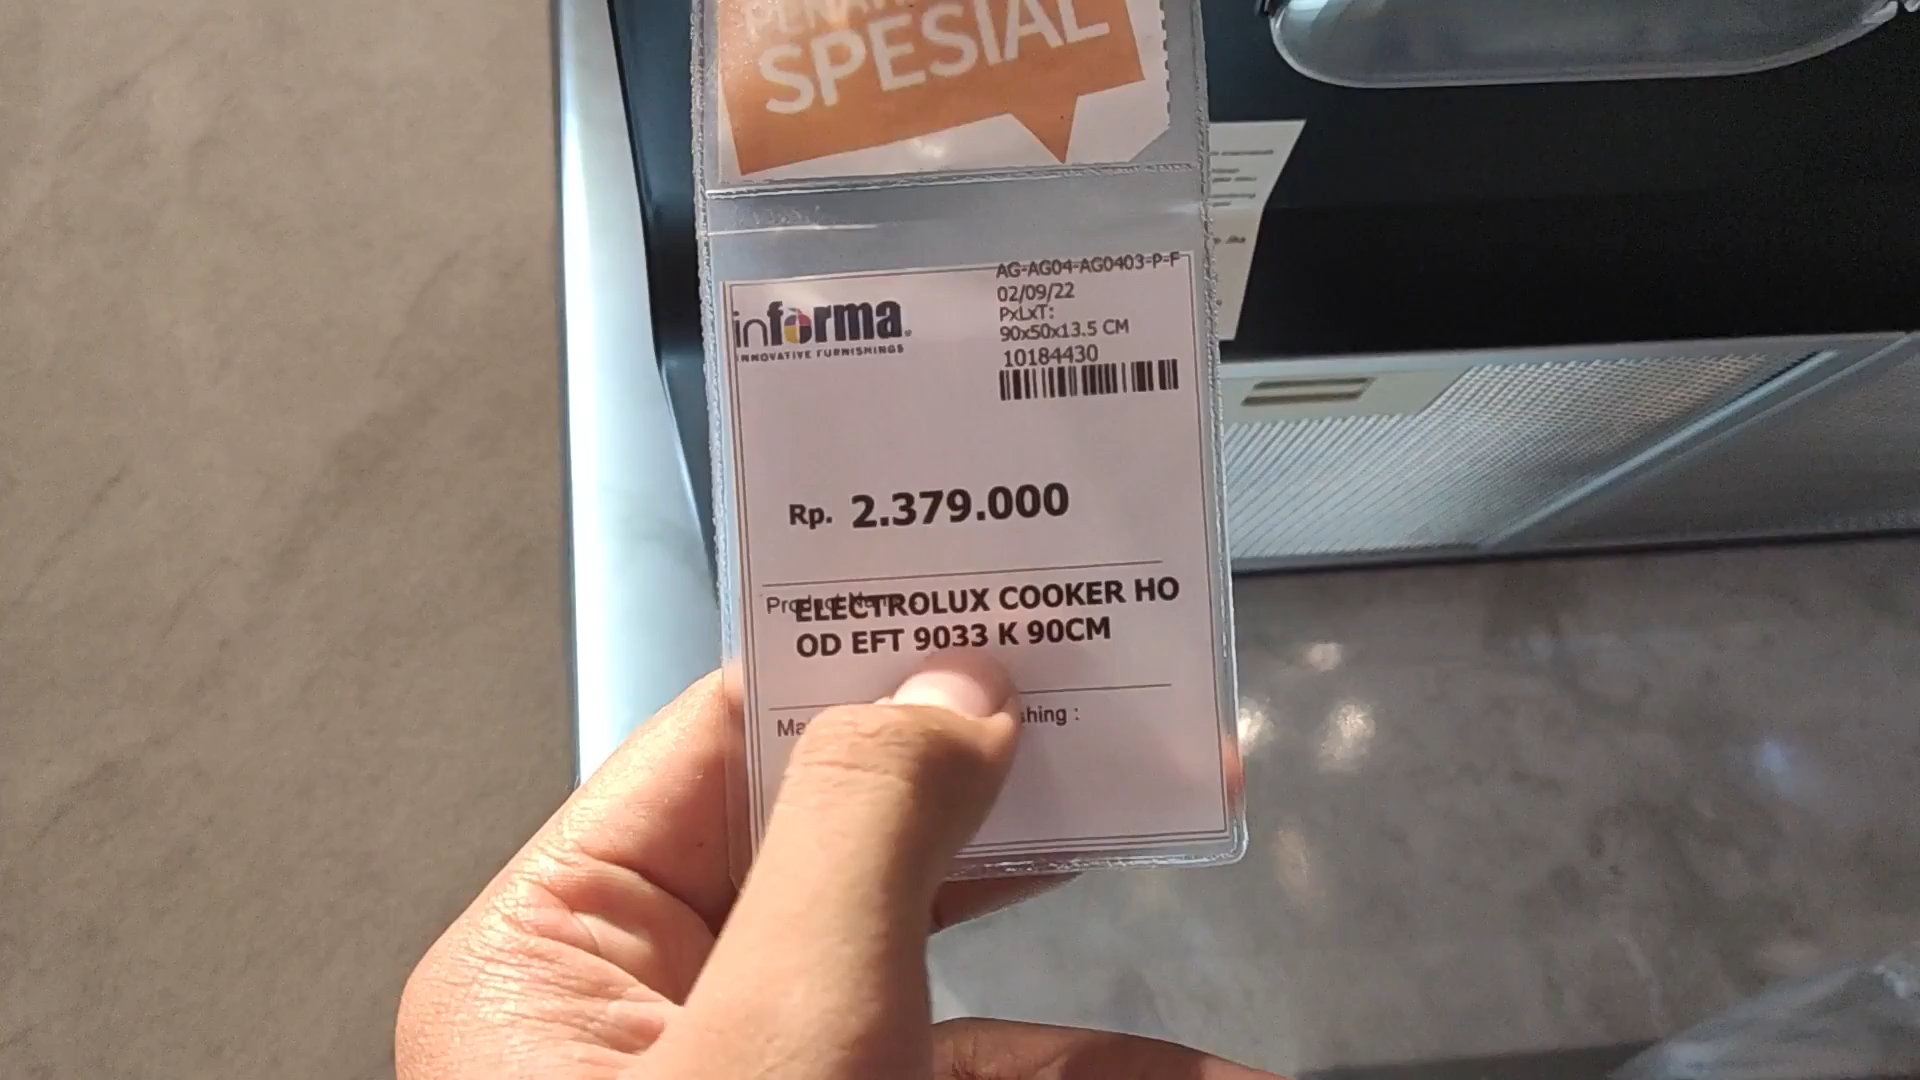 SPESIAL
AG-AG04-AG0403-P-F
informa
INNOVATIVE FURNISHINGS
02/09/22
PxLxT:
90x50x13.5 CM
10184430
Rp. 2.379.000
ELECTROLUX COOKER HO
OD EFT 9033 K 90CM